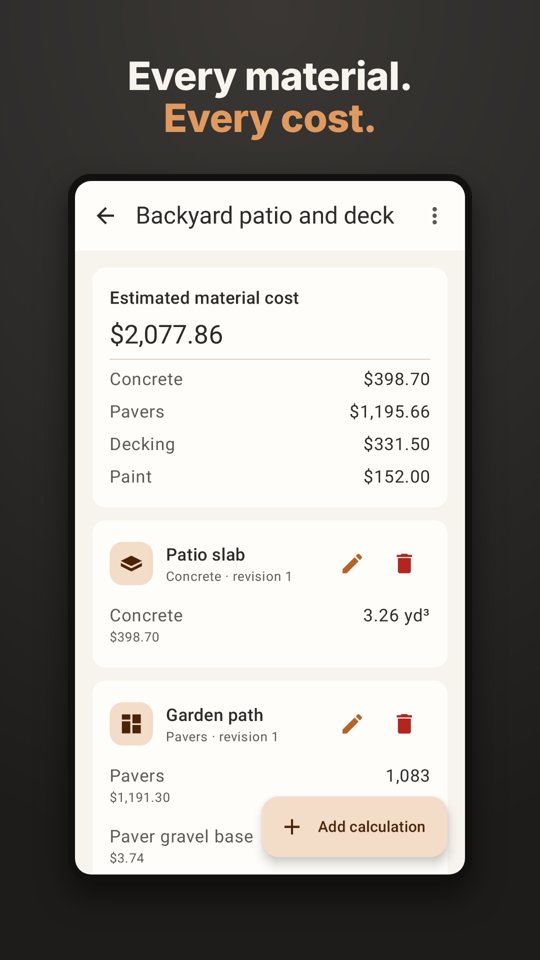 Every material.
Every cost.
Backyard patio and deck
Estimated material cost
$2,077.86
Concrete $398.70
Pavers $1,195.66
Decking $331.50
Paint $152.00
Patio slab
Concrete · revision 1
Concrete 3.26 yd³
$398.70
Garden path
Pavers · revision 1
Pavers 1,083
$1,191.30
Paver gravel base
$3.74
Add calculation